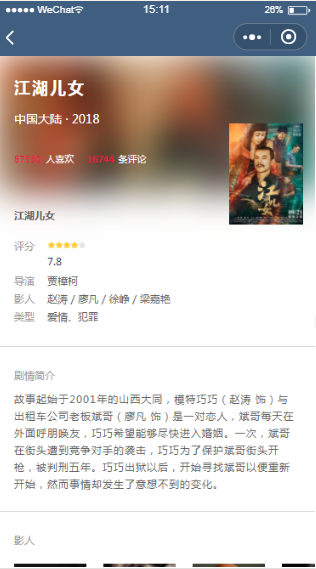 WeChat
15:11
26%
江湖儿女
中国大陆 · 2018
人喜欢
条评论
江湖儿女
评分
7.8
导演 贾樟柯
影人 赵涛 / 廖凡 / 徐峥 / 梁嘉艳
类型 爱情、犯罪
剧情简介
故事起始于2001年的山西大同，模特巧巧（赵涛 饰）与
出租车公司老板斌哥（廖凡 饰）是一对恋人，斌哥每天在
外面呼朋唤友，巧巧希望能够尽快进入婚姻。一次，斌哥
在街头遭到竞争对手的袭击，巧巧为了保护斌哥街头开
枪，被判刑五年。巧巧出狱以后，开始寻找斌哥以便重新
开始，然而事情却发生了意想不到的变化。
影人